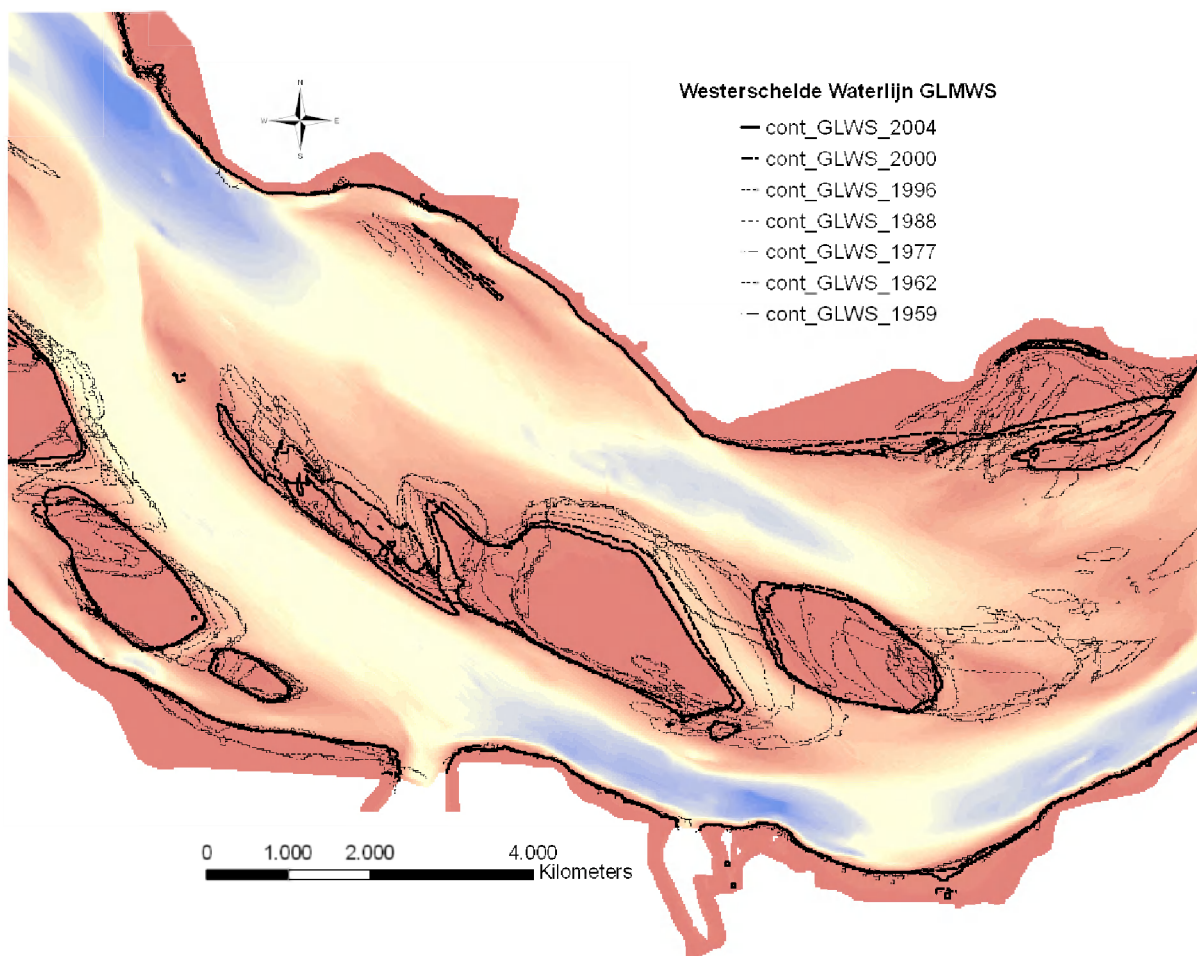 N
W E
S
Westerschelde Waterlijn GLMWS
cont_GLWS_2004
cont_GLWS_2000
cont_GLWS_1996
cont_GLWS_1988
cont_GLWS_1977
cont_GLWS_1962
cont_GLWS_1959
0 1.000 2.000 4.000
Kilometers